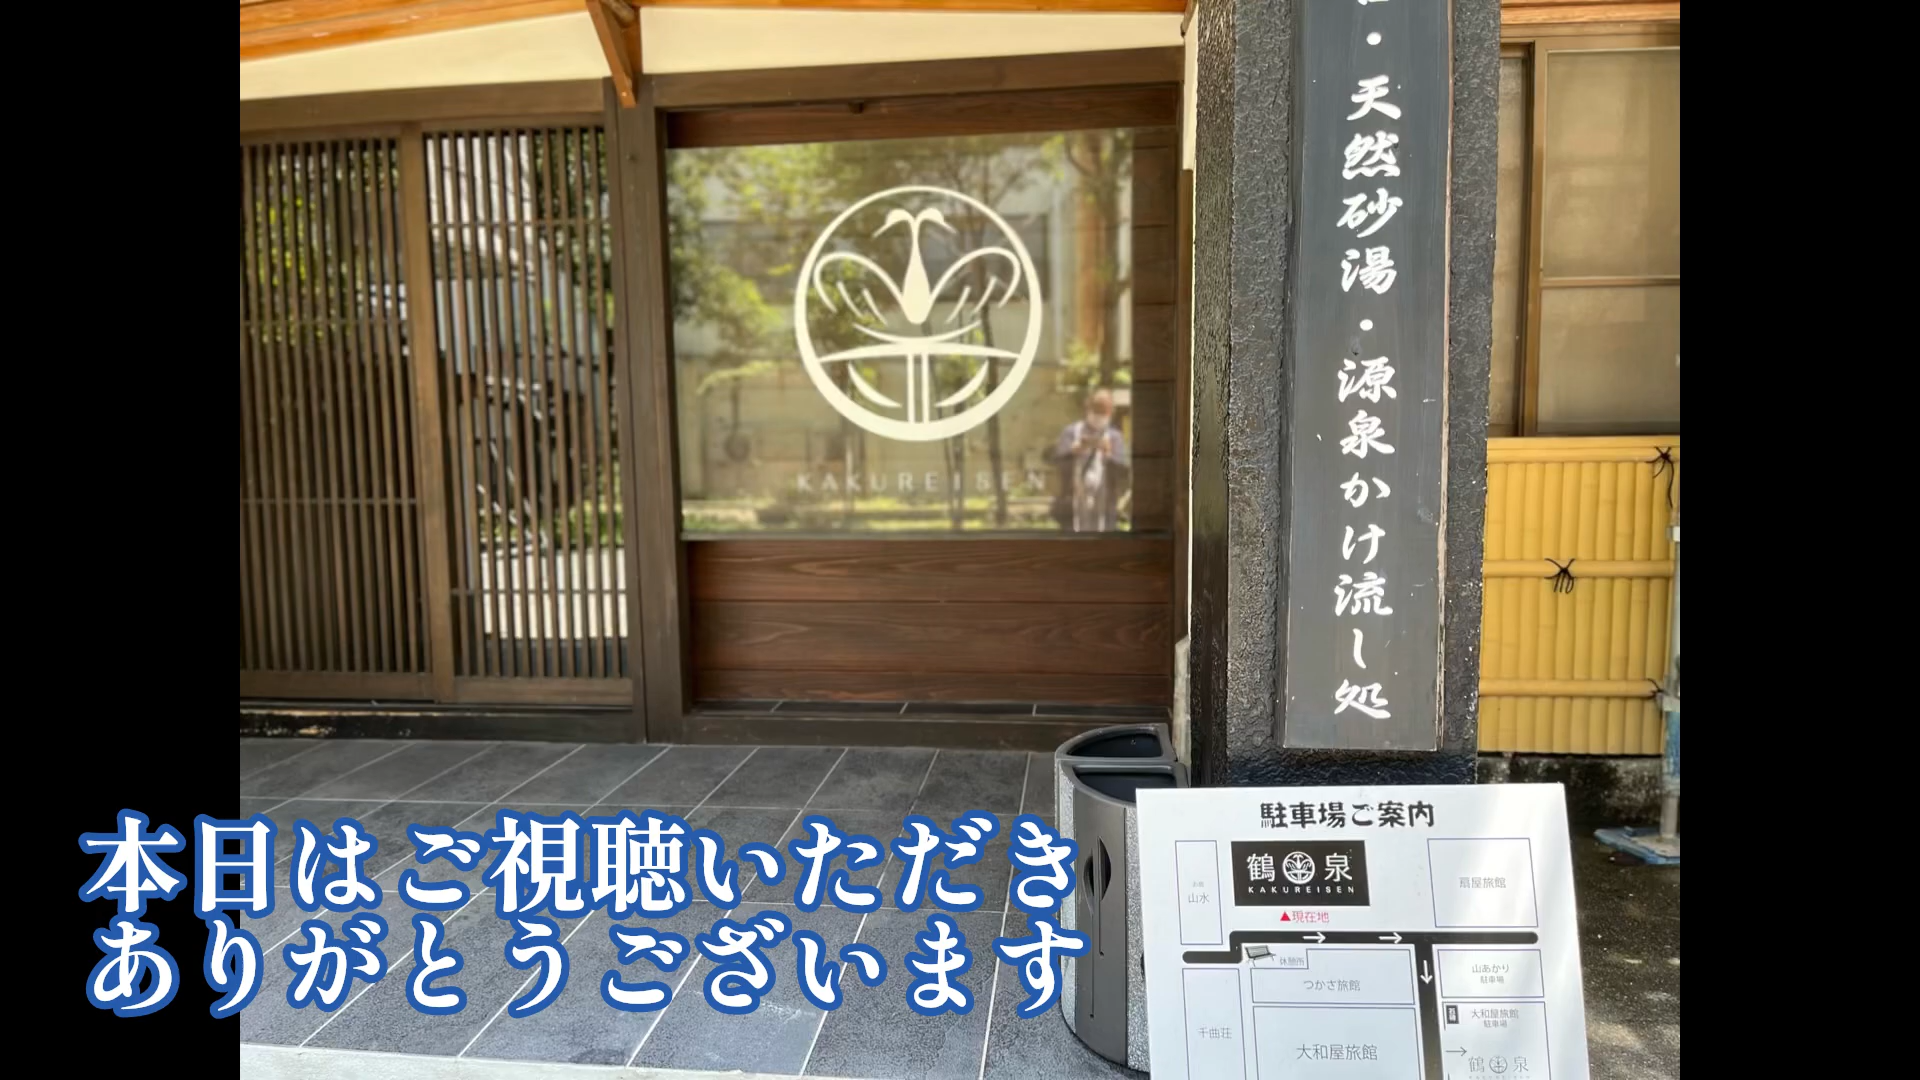 ・天然砂湯・源泉かけ流し処
KAKUREISEN
駐車場ご案内
鶴 泉
KAKUREISEN
▲現在地
山水
扇屋旅館
休憩所
つかさ旅館
山あかり
駐車場
大和屋旅館
駐車場
千曲荘
大和屋旅館
鶴 泉
本日はご視聴いただき
ありがとうございます